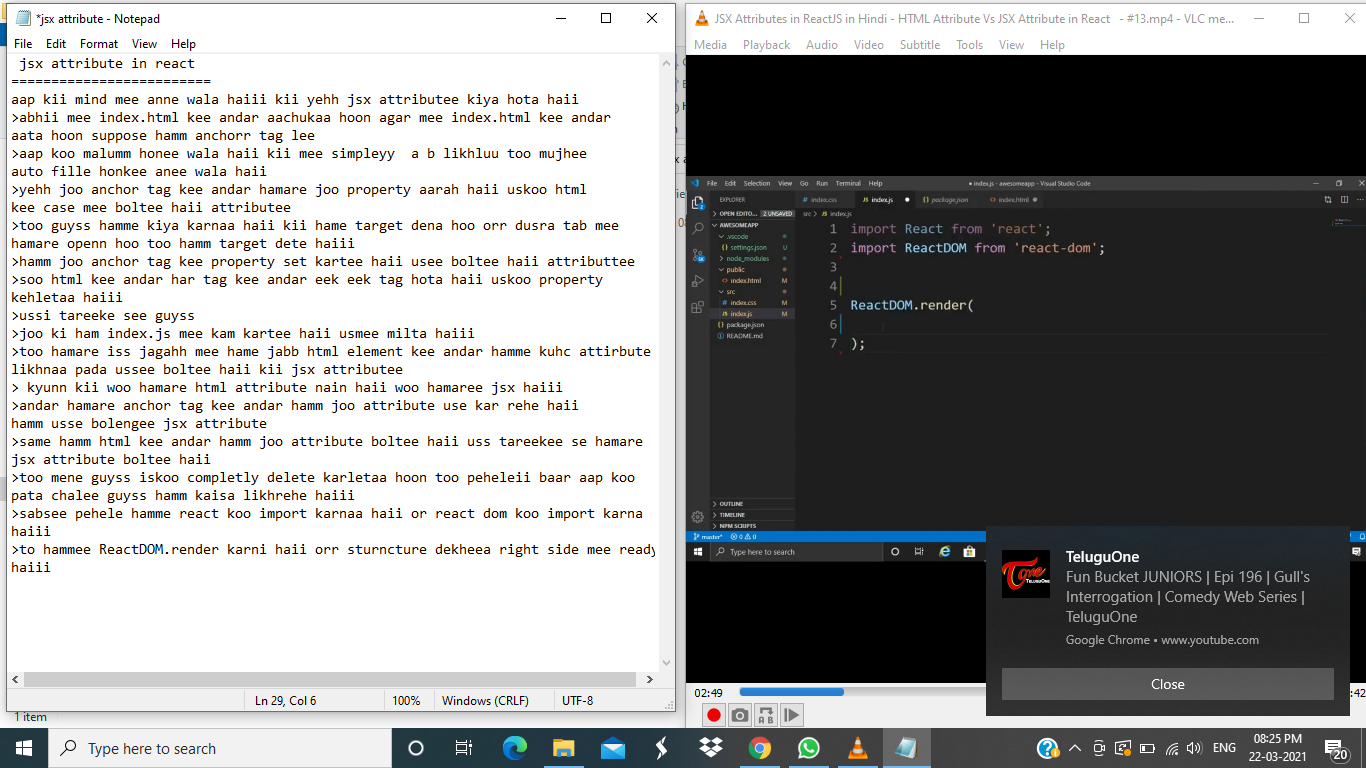 *jsx attribute - Notepad
File Edit Format View Help
jsx attribute in react
=========================
aap kii mind mee anne wala haiii kii yehh jsx attributee kiya hota haii
>abhii mee index.html kee andar aachukaa hoon agar mee index.html kee andar
aata hoon suppose hamm anchorr tag lee
>aap koo malumm honee wala haii kii mee simpleyy a b likhluu too mujhee
auto fille honkee anee wala haii
>yehh joo anchor tag kee andar hamare joo property aarah haii uskoo html
kee case mee boltee haii attributee
>too guyss hamme kiya karnaa haii kii hame target dena hoo orr dusra tab mee
hamare openn hoo too hamm target dete haiii
>hamm joo anchor tag kee property set kartee haii usee boltee haii attributtee
>soo html kee andar har tag kee andar eek eek tag hota haii uskoo property
kehletaa haiii
>ussi tareeke see guyss
>joo ki ham index.js mee kam kartee haii usmee milta haiii
>too hamare iss jagahh mee hame jabb html element kee andar hamme kuhc attirbute
likhnaa pada ussee boltee haii kii jsx attributee
> kyunn kii woo hamare html attribute nain haii woo hamaree jsx haiii
>andar hamare anchor tag kee andar hamm joo attribute use kar rehe haii
hamm usse bolengee jsx attribute
>same hamm html kee andar hamm joo attribute boltee haii uss tareekee se hamare
jsx attribute boltee haii
>too mene guyss iskoo completly delete karletaa hoon too peheleii baar aap koo
pata chalee guyss hamm kaisa likhrehe haiii
>sabsee pehele hamme react koo import karnaa haii or react dom koo import karna
haiii
>to hammee ReactDOM.render karni haii orr sturncture dekheea right side mee ready
haiii
Ln 29, Col 6 100% Windows (CRLF) UTF-8
1 item
JSX Attributes in ReactJS in Hindi - HTML Attribute Vs JSX Attribute in React - #13.mp4 - VLC me...
Media Playback Audio Video Subtitle Tools View Help
File Edit Selection View Go Run Terminal Help
● index.js - awesomeapp - Visual Studio Code
EXPLORER
# index.css JS index.js package.json index.html
OPEN EDITO... 2 UNSAVED
src > JS index.js
AWESOMEAPP
.vscode
settings.json U
node_modules
public
index.html M
src
# index.css M
JS index.js M
package.json
README.md
1 import React from 'react';
2 import ReactDOM from 'react-dom';
3
4
5 ReactDOM.render(
6
7 );
OUTLINE
TIMELINE
NPM SCRIPTS
master*
Type here to search
TeluguOne
Fun Bucket JUNIORS | Epi 196 | Gull's
Interrogation | Comedy Web Series |
TeluguOne
Google Chrome • www.youtube.com
Close
02:49
:42
Type here to search
ENG
08:25 PM
22-03-2021
20